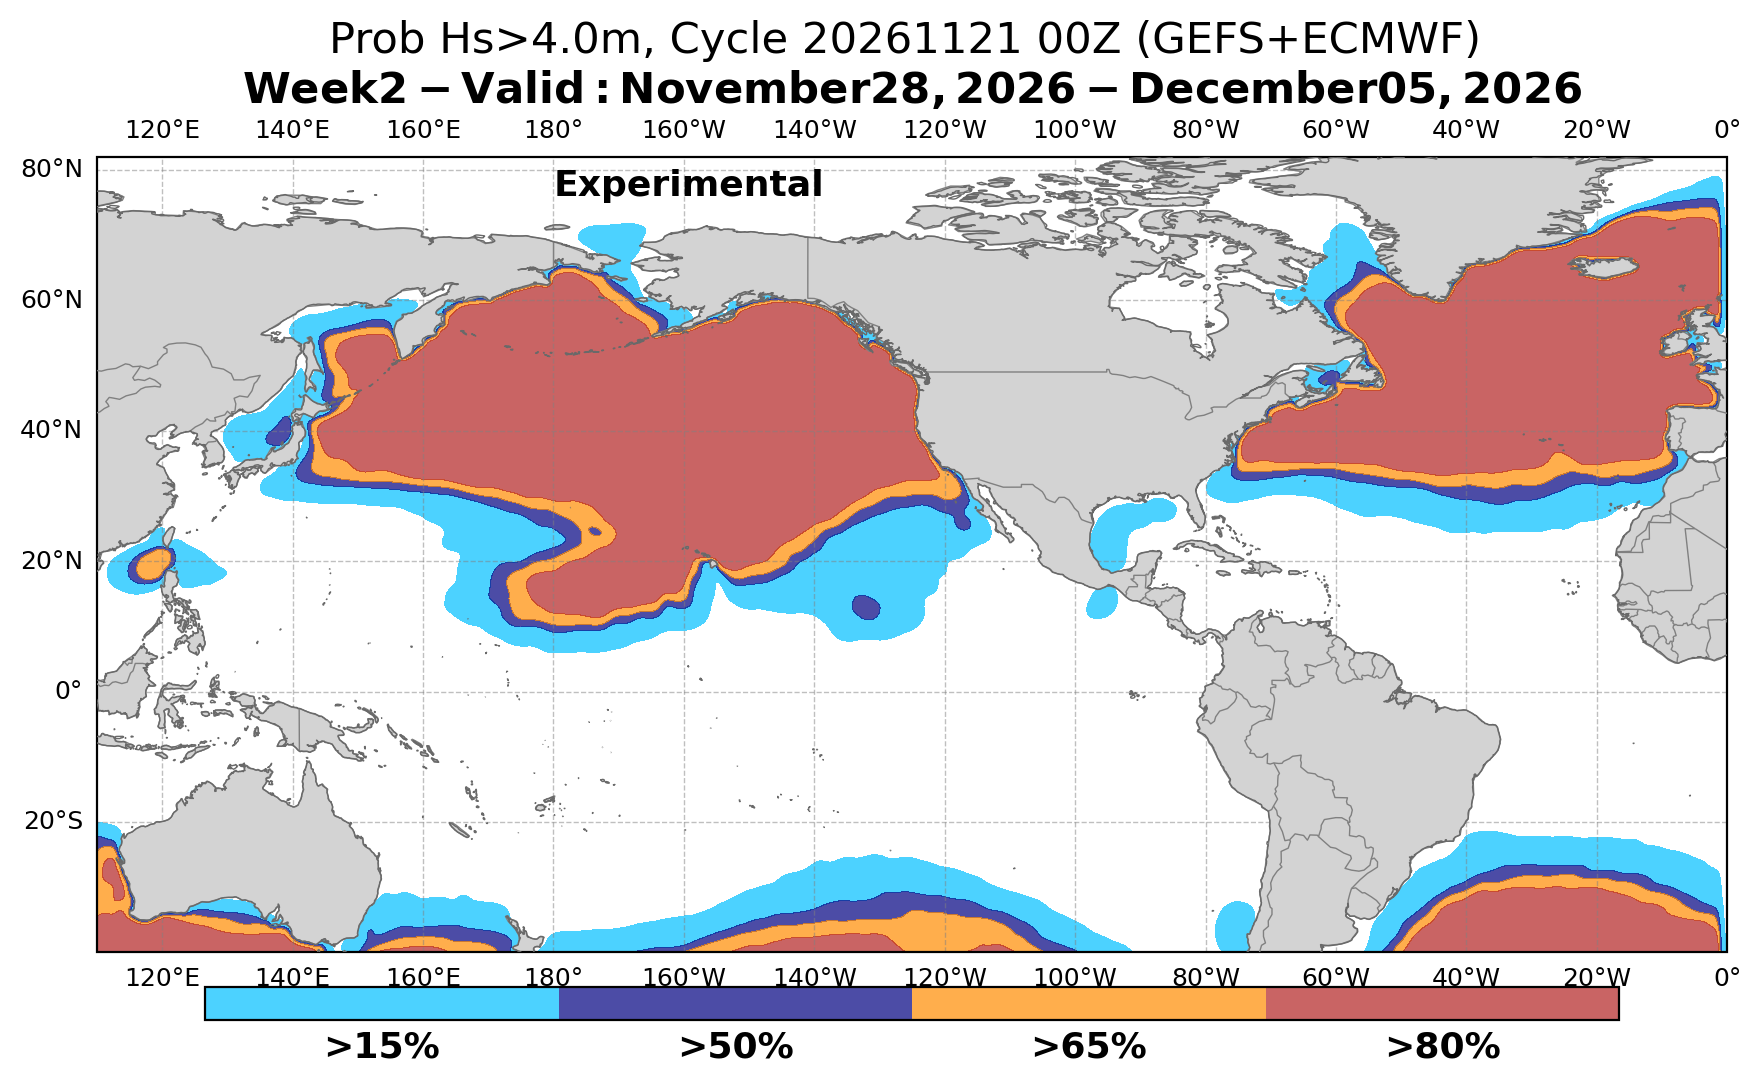 Prob Hs>4.0m, Cycle 20261121 00Z (GEFS+ECMWF)
Week2 − Valid : November28, 2026 − December05, 2026
120°E 140°E 160°E 180° 160°W 140°W 120°W 100°W 80°W 60°W 40°W 20°W 0°
80°N
Experimental
60°N
40°N
20°N
0°
20°S
120°E 140°E 160°E 180° 160°W 140°W 120°W 100°W 80°W 60°W 40°W 20°W 0°
>15% >50% >65% >80%